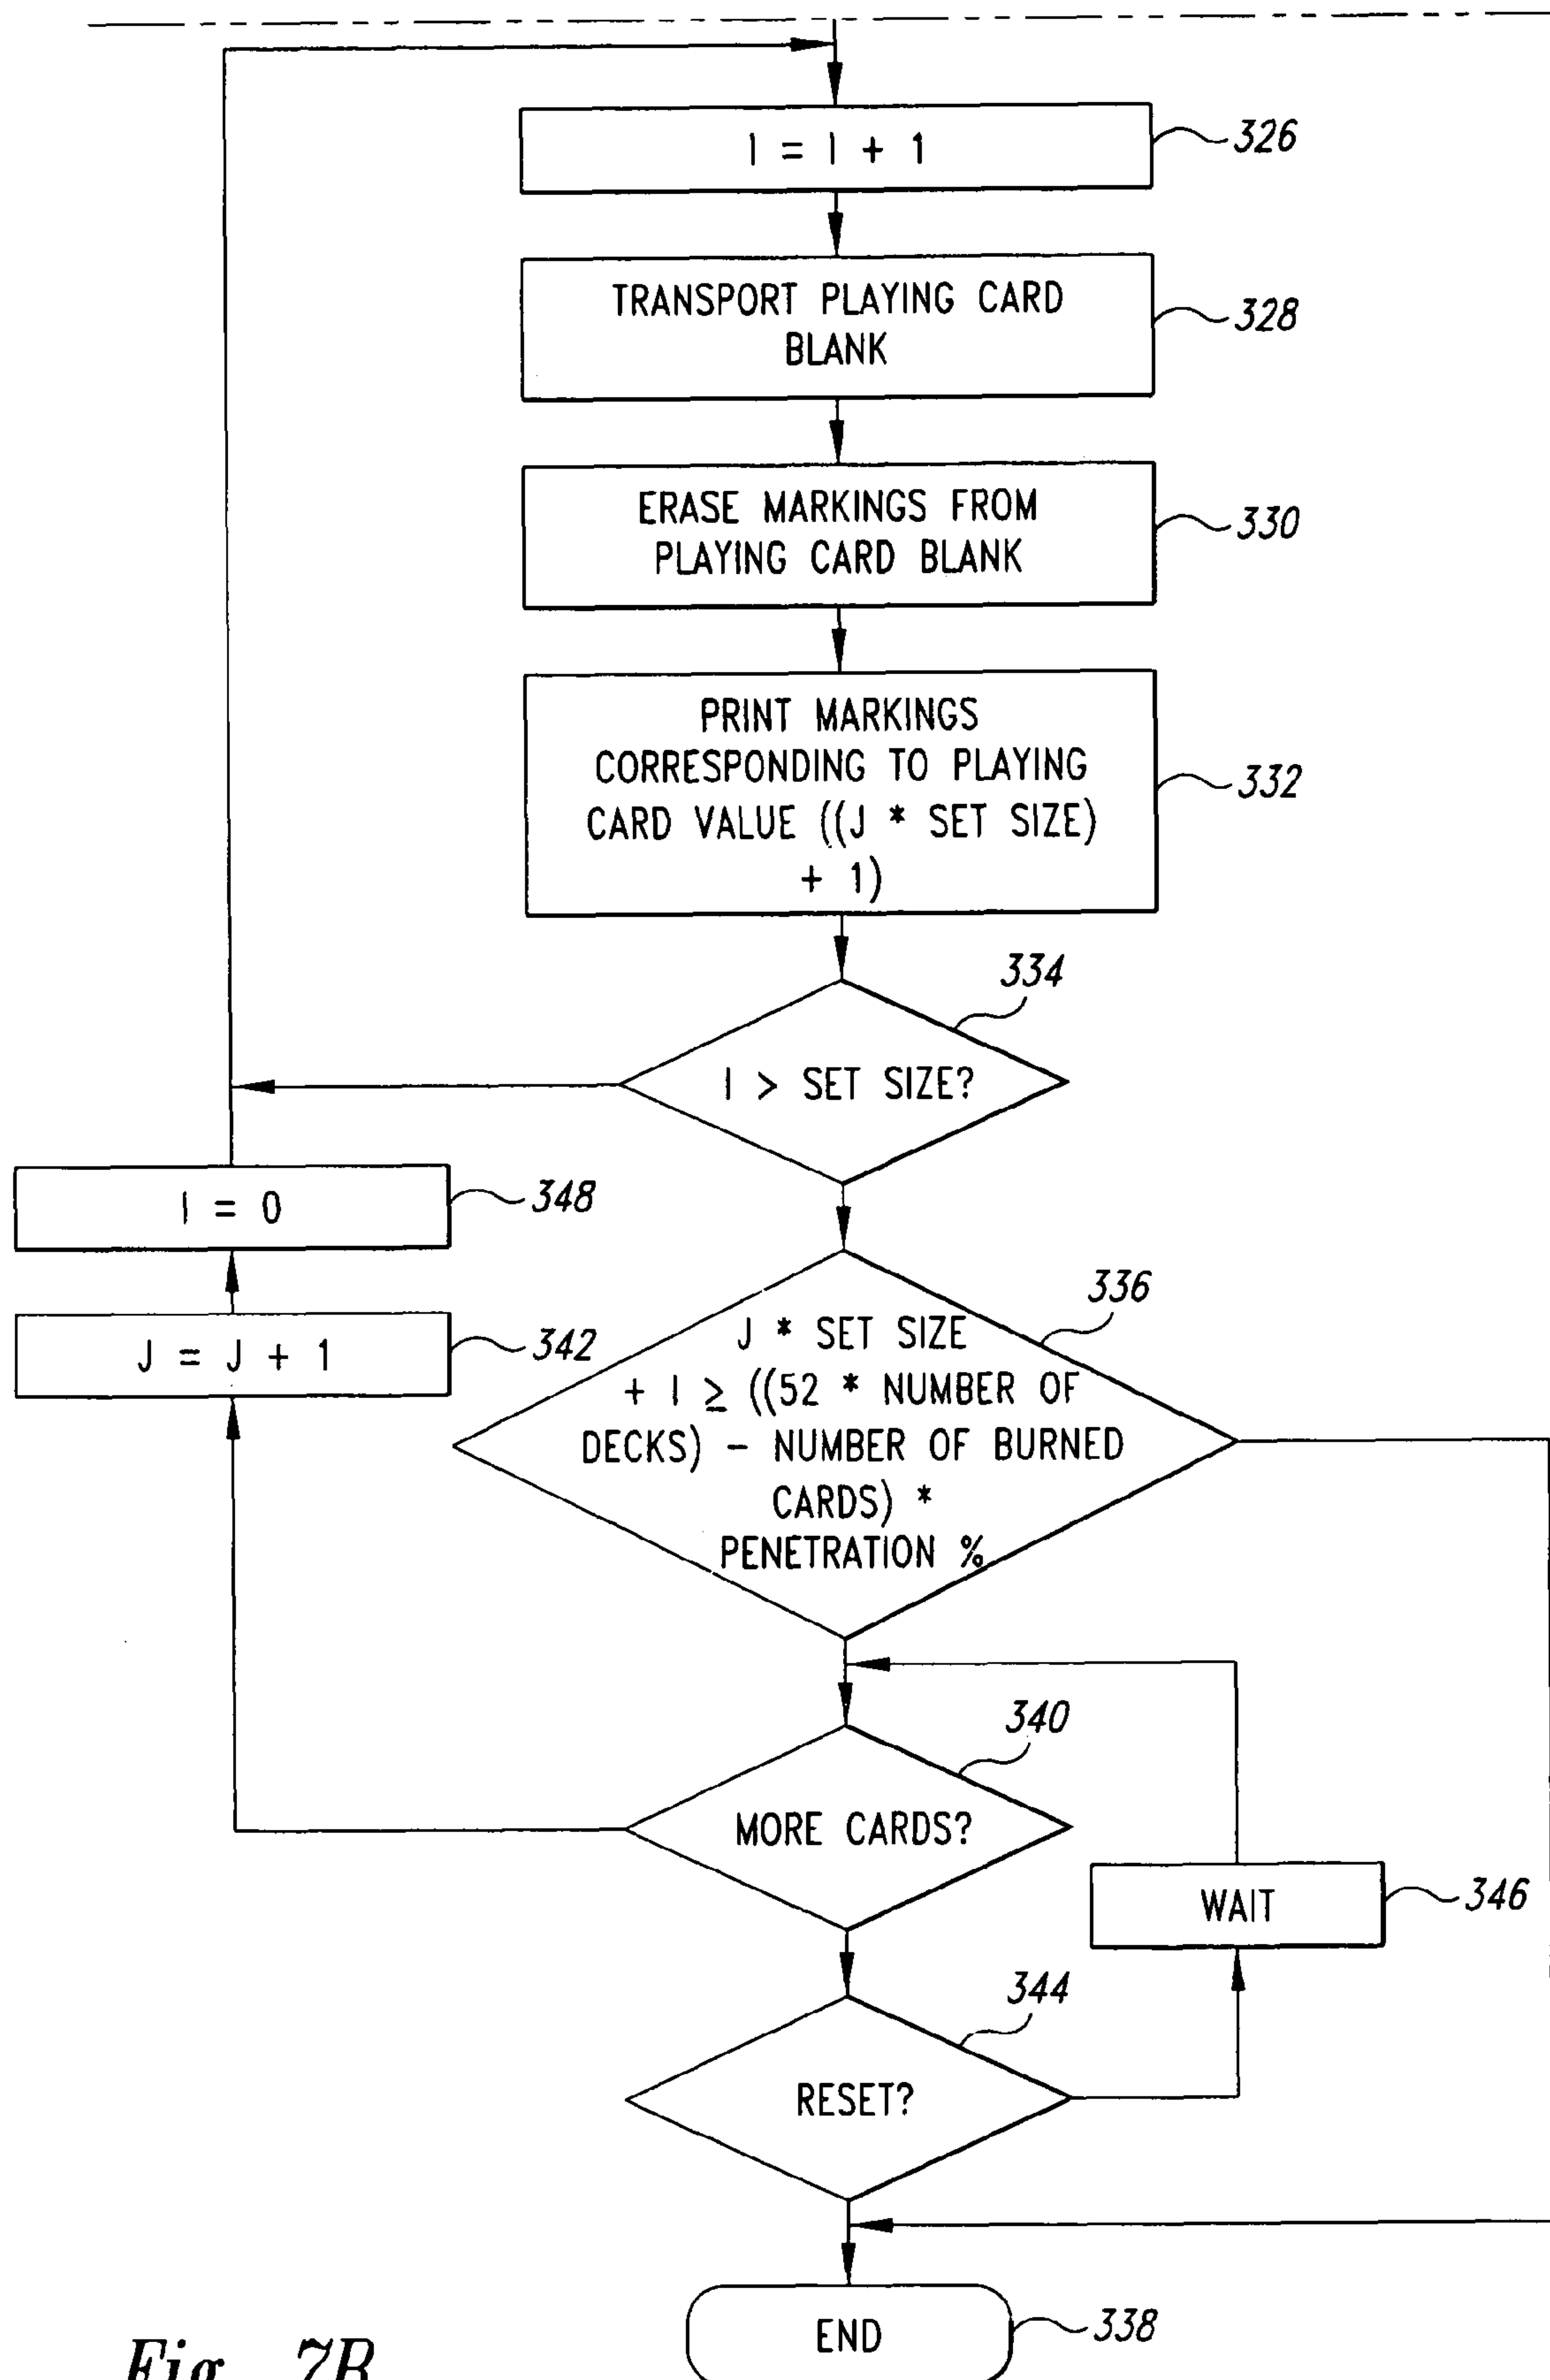 I = I + 1
326
TRANSPORT PLAYING CARD
BLANK
328
ERASE MARKINGS FROM
PLAYING CARD BLANK
330
PRINT MARKINGS
CORRESPONDING TO PLAYING
CARD VALUE ((J * SET SIZE)
+ 1)
332
334
I > SET SIZE?
I = 0
348
336
J = J + 1
342
J * SET SIZE
+ I ≥ ((52 * NUMBER OF
DECKS) - NUMBER OF BURNED
CARDS) *
PENETRATION %
340
MORE CARDS?
WAIT
346
344
RESET?
END
338
Fig. 7B